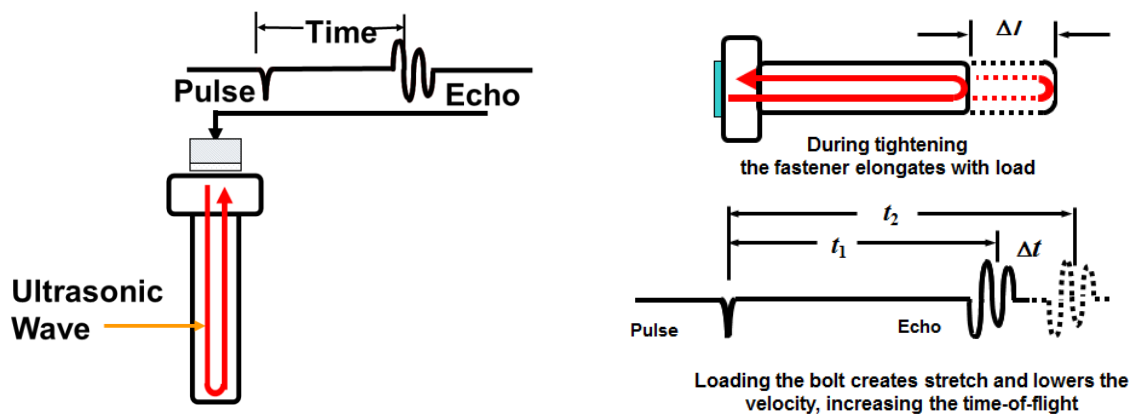 Time
Pulse
Echo
Ultrasonic
Wave
Δl
During tightening
the fastener elongates with load
t2
t1
Δt
Pulse
Echo
Loading the bolt creates stretch and lowers the
velocity, increasing the time-of-flight